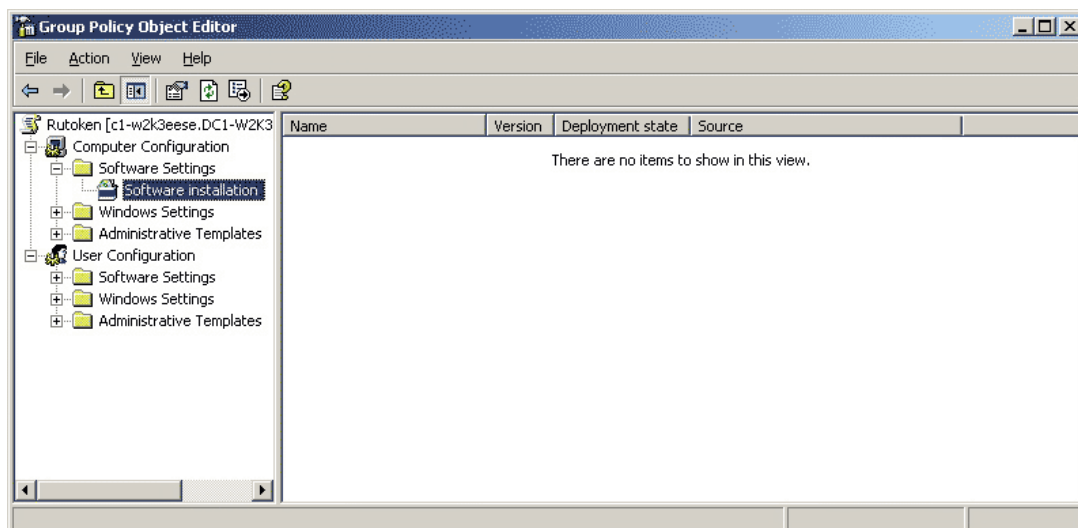 Group Policy Object Editor
File Action View Help
Rutoken [c1-w2k3eese.DC1-W2K3
Computer Configuration
Software Settings
Software installation
Windows Settings
Administrative Templates
User Configuration
Software Settings
Windows Settings
Administrative Templates
Name Version Deployment state Source
There are no items to show in this view.